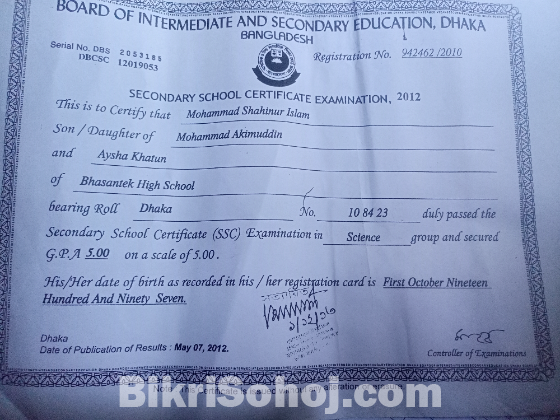 BOARD OF INTERMEDIATE AND SECONDARY EDUCATION, DHAKA
BANGLADESH
Serial No. DBS 2053185
DBCSC 12019053
Registration No. 942462/2010
SECONDARY SCHOOL CERTIFICATE EXAMINATION, 2012
This is to Certify that Mohammad Shahinur Islam
Son / Daughter of Mohammad Akimuddin
and Aysha Khatun
of Bhasantek High School
bearing Roll Dhaka No. 10 84 23 duly passed the
Secondary School Certificate (SSC) Examination in Science group and secured
G.P.A 5.00 on a scale of 5.00.
His/Her date of birth as recorded in his / her registration card is First October Nineteen
Hundred And Ninety Seven.
Dhaka
Date of Publication of Results : May 07, 2012.
Controller of Examinations
BikriSohoj.com